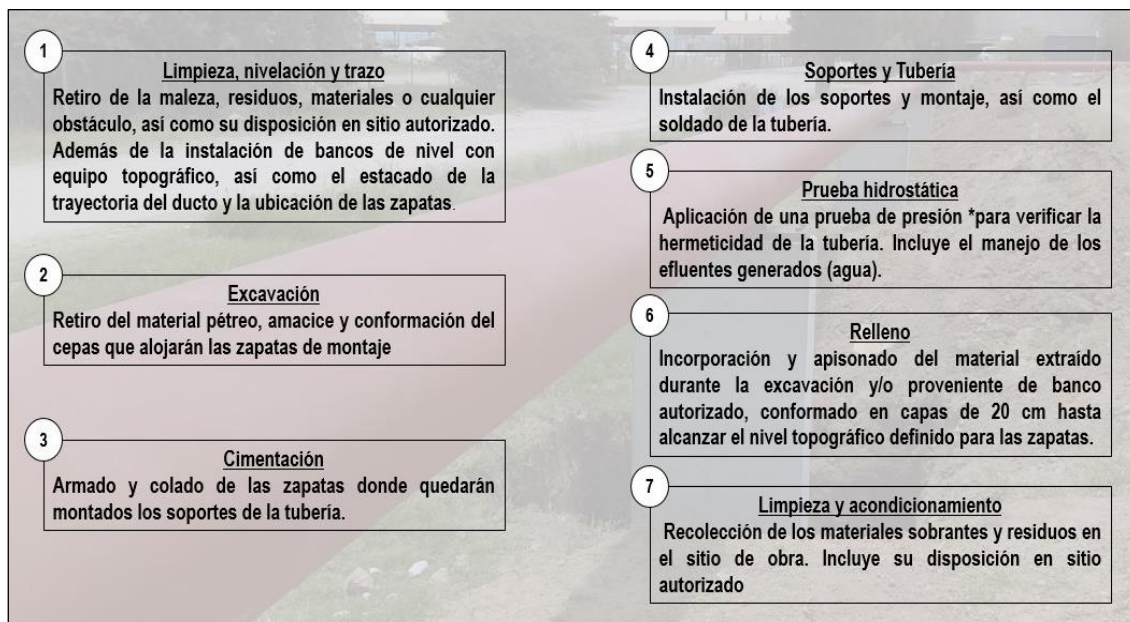 1
Limpieza, nivelación y trazo
Retiro de la maleza, residuos, materiales o cualquier
obstáculo, así como su disposición en sitio autorizado.
Además de la instalación de bancos de nivel con
equipo topográfico, así como el estacado de la
trayectoria del ducto y la ubicación de las zapatas.
2
Excavación
Retiro del material pétreo, amacice y conformación del
cepas que alojarán las zapatas de montaje
3
Cimentación
Armado y colado de las zapatas donde quedarán
montados los soportes de la tubería.
4
Soportes y Tubería
Instalación de los soportes y montaje, así como el
soldado de la tubería.
5
Prueba hidrostática
Aplicación de una prueba de presión *para verificar la
hermeticidad de la tubería. Incluye el manejo de los
efluentes generados (agua).
6
Relleno
Incorporación y apisonado del material extraído
durante la excavación y/o proveniente de banco
autorizado, conformado en capas de 20 cm hasta
alcanzar el nivel topográfico definido para las zapatas.
7
Limpieza y acondicionamiento
Recolección de los materiales sobrantes y residuos en
el sitio de obra. Incluye su disposición en sitio
autorizado